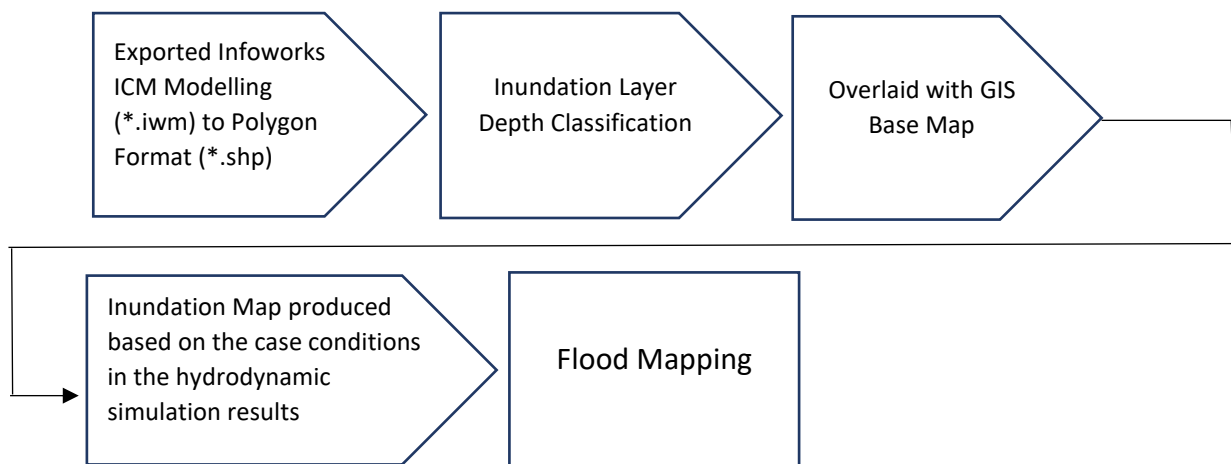 Exported Infoworks
ICM Modelling
(*.iwm) to Polygon
Format (*.shp)
Inundation Layer
Depth Classification
Overlaid with GIS
Base Map
Inundation Map produced
based on the case conditions
in the hydrodynamic
simulation results
Flood Mapping